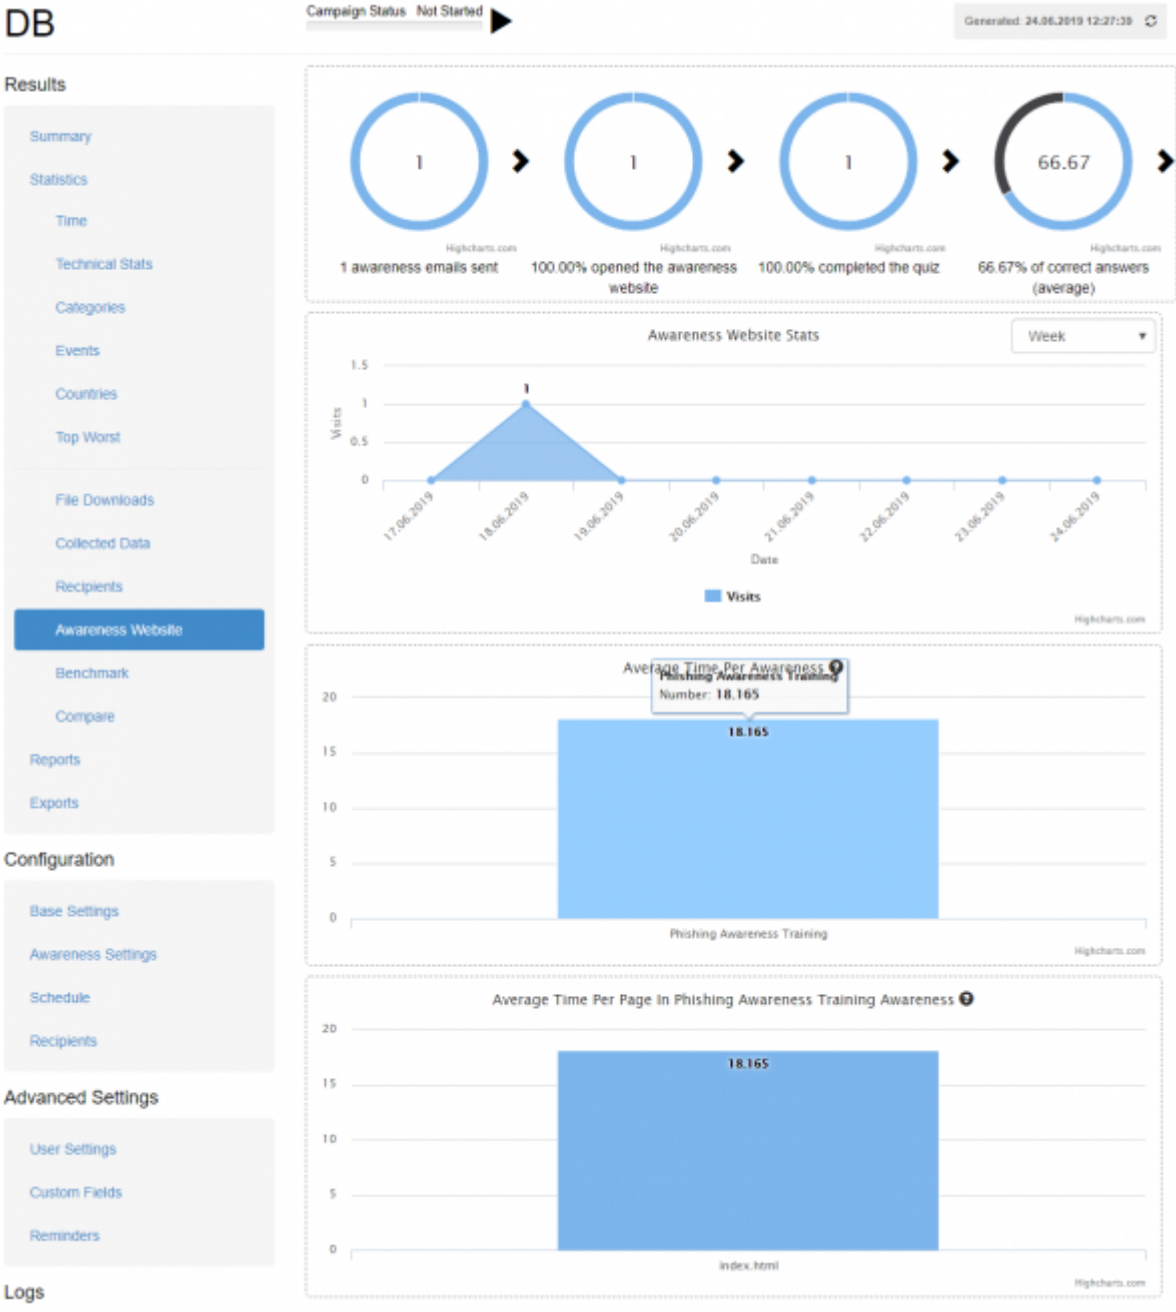 DB
Campaign Status Not Started
Generated: 24.06.2019 12:27:39
Results
Summary
Statistics
Time
Technical Stats
Categories
Events
Countries
Top Worst
File Downloads
Collected Data
Recipients
Awareness Website
Benchmark
Compare
Reports
Exports
Configuration
Base Settings
Awareness Settings
Schedule
Recipients
Advanced Settings
User Settings
Custom Fields
Reminders
Logs
1
1
1
66.67
Highcharts.com
Highcharts.com
Highcharts.com
Highcharts.com
1 awareness emails sent
100.00% opened the awareness
website
100.00% completed the quiz
66.67% of correct answers
(average)
Awareness Website Stats
Week
1.5
1
0.5
0
Visits
1
17.06.2019
18.06.2019
19.06.2019
20.06.2019
21.06.2019
22.06.2019
23.06.2019
24.06.2019
Date
Visits
Highcharts.com
Average Time Per Awareness
Phishing Awareness Training
Number: 18.165
18.165
20
15
10
5
0
Phishing Awareness Training
Highcharts.com
Average Time Per Page In Phishing Awareness Training Awareness
18.165
20
15
10
5
0
index.html
Highcharts.com